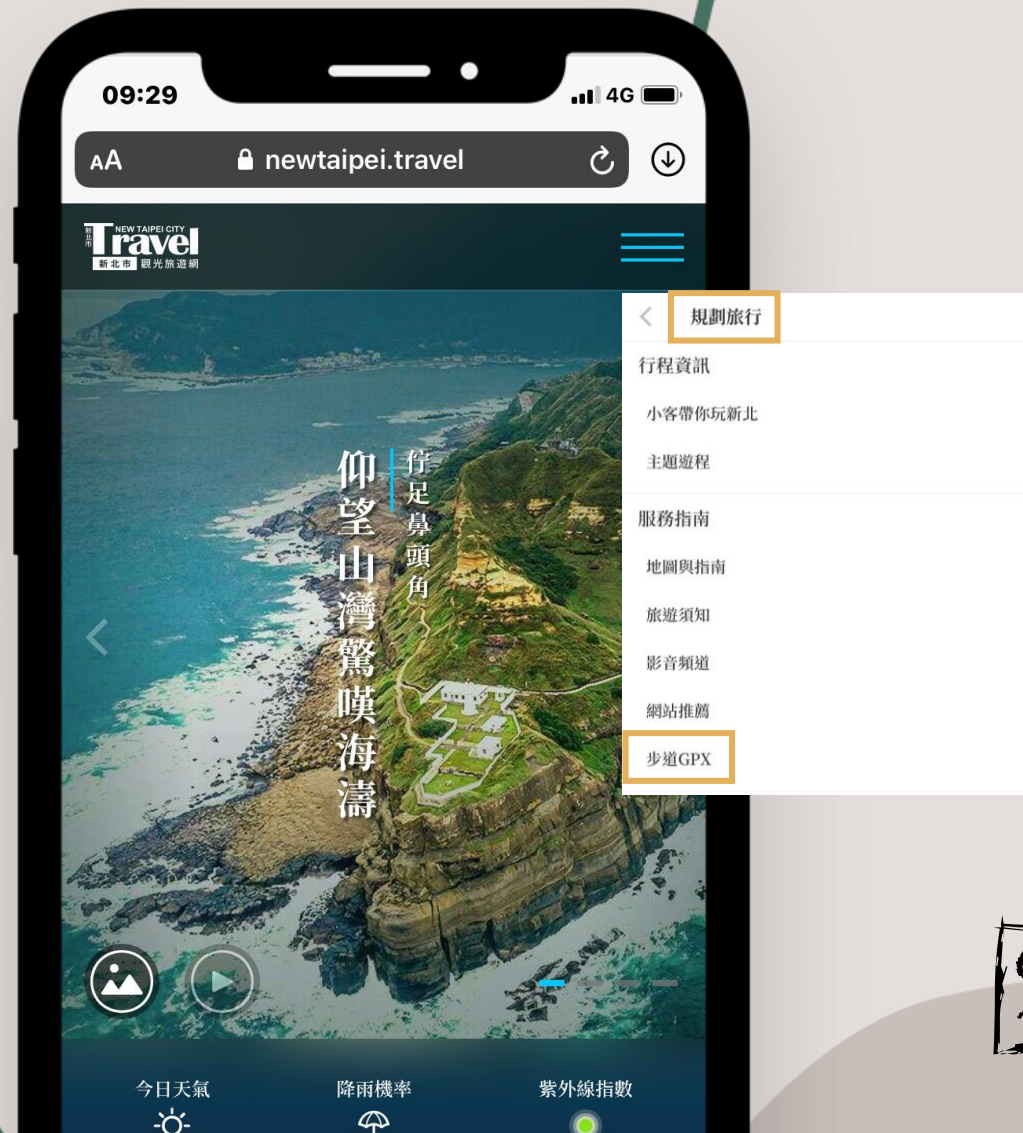 09:29
4G
AA
newtaipei.travel
新北市
NEW TAIPEI CITY
Travel
新北市 觀光旅遊網
佇足鼻頭角
仰望山灣驚嘆海濤
規劃旅行
行程資訊
小客帶你玩新北
主題遊程
服務指南
地圖與指南
旅遊須知
影音頻道
網站推薦
步道GPX
今日天氣
降雨機率
紫外線指數